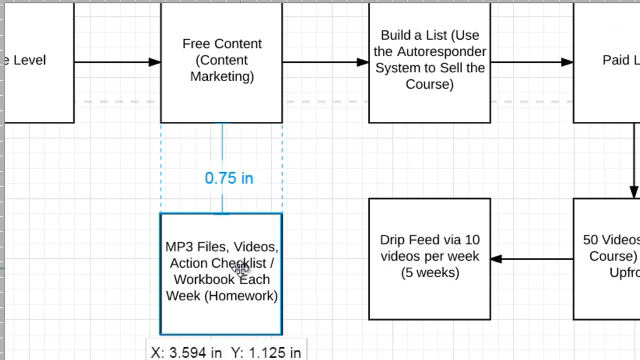 e Level
Free Content
(Content
Marketing)
Build a List (Use
the Autoresponder
System to Sell the
Course)
Paid L
0.75 in
MP3 Files, Videos,
Action Checklist /
Workbook Each
Week (Homework)
Drip Feed via 10
videos per week
(5 weeks)
50 Videos
Course)
Upfro
X: 3.594 in Y: 1.125 in